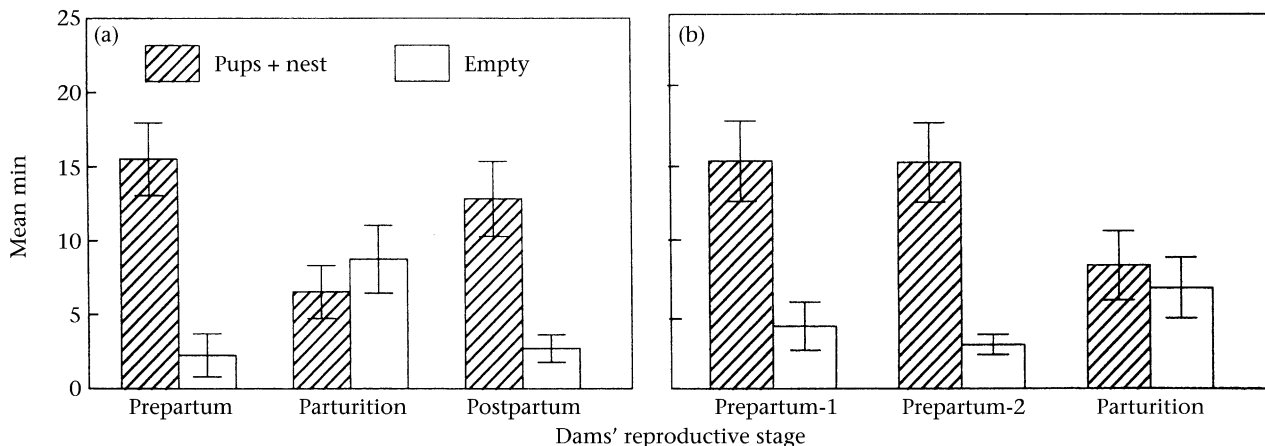 (a)
(b)
Pups + nest
Empty
Mean min
25
20
15
10
5
0
Prepartum
Parturition
Postpartum
Prepartum-1
Prepartum-2
Parturition
Dams' reproductive stage